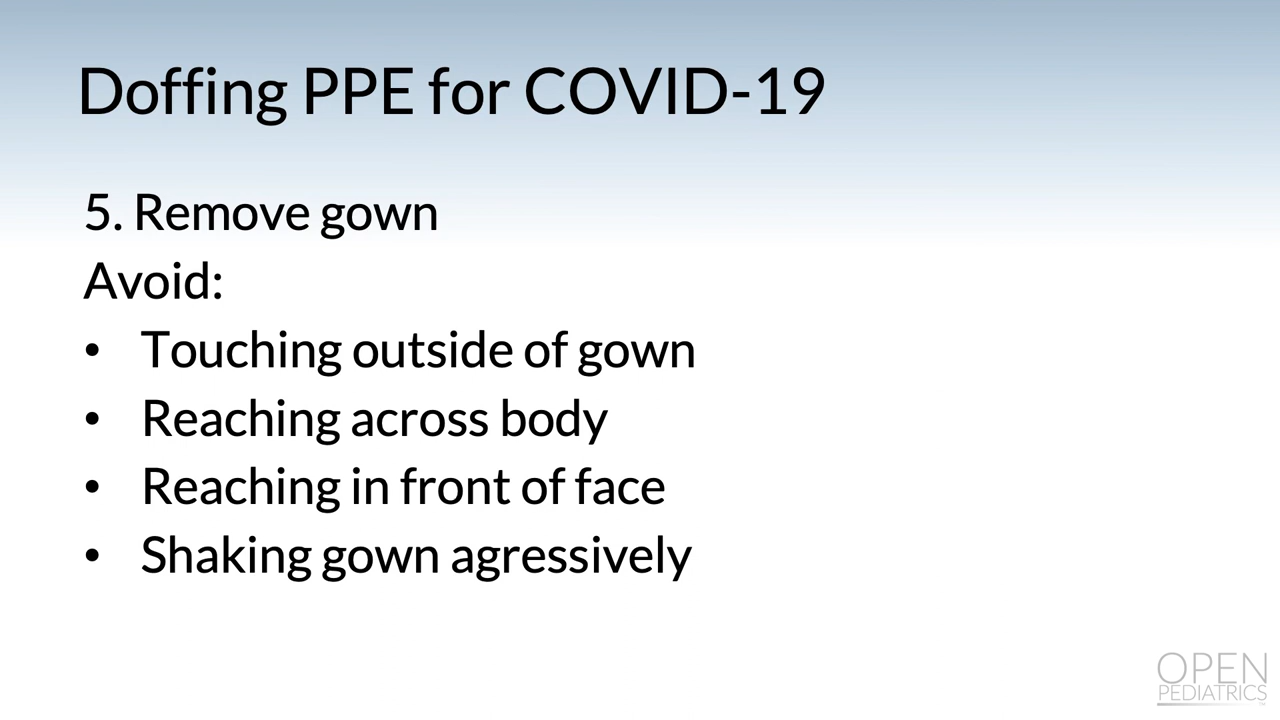 Doffing PPE for COVID-19
5. Remove gown
Avoid:
• Touching outside of gown
• Reaching across body
• Reaching in front of face
• Shaking gown agressively
OPEN
PEDIATRICS